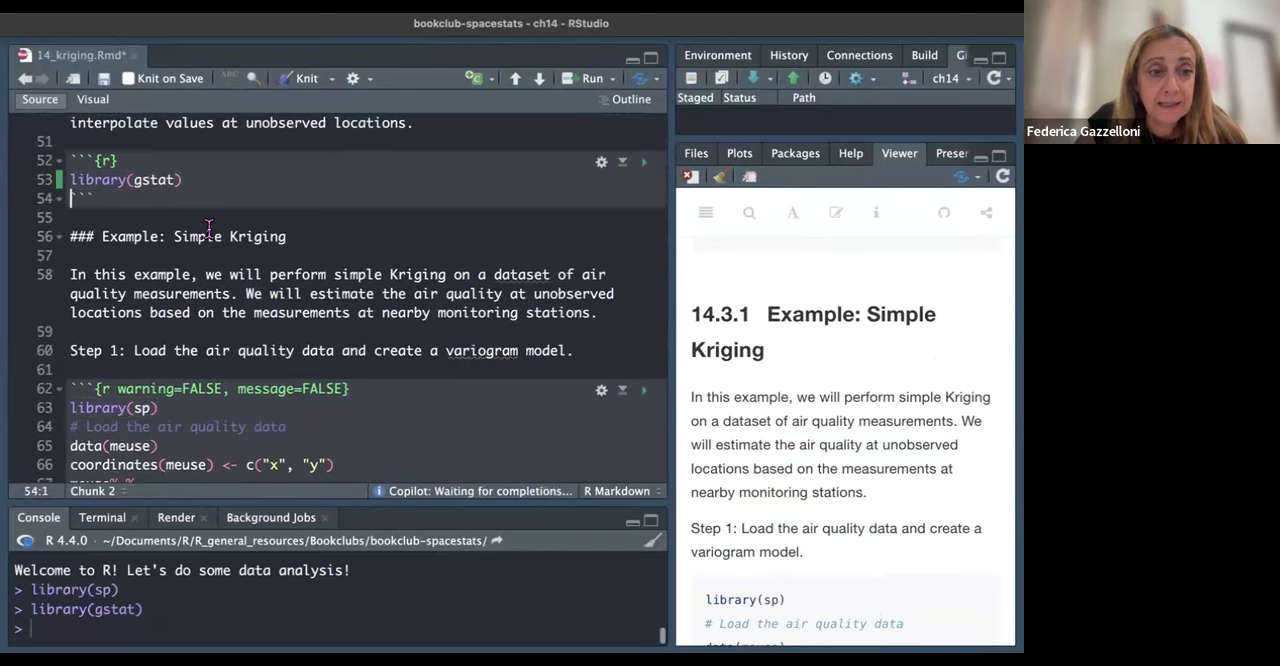 bookclub-spacestats - ch14 - RStudio
14_kriging.Rmd*
Knit on Save
ABC
Knit
Run
Source
Visual
Outline
interpolate values at unobserved locations.
51
52 ```{r}
53 library(gstat)
54 ```
55
56 ### Example: Simple Kriging
57
58 In this example, we will perform simple Kriging on a dataset of air
quality measurements. We will estimate the air quality at unobserved
locations based on the measurements at nearby monitoring stations.
59
60 Step 1: Load the air quality data and create a variogram model.
61
62 ```{r warning=FALSE, message=FALSE}
63 library(sp)
64 # Load the air quality data
65 data(meuse)
66 coordinates(meuse) <- c("x", "y")
54:1 Chunk 2 Copilot: Waiting for completions... R Markdown
Console Terminal Render Background Jobs
R 4.4.0 · ~/Documents/R/R_general_resources/Bookclubs/bookclub-spacestats/
Welcome to R! Let's do some data analysis!
> library(sp)
> library(gstat)
>
Environment History Connections Build Gi
ch14
Staged Status Path
Files Plots Packages Help Viewer Preser
14.3.1 Example: Simple
Kriging
In this example, we will perform simple Kriging
on a dataset of air quality measurements. We
will estimate the air quality at unobserved
locations based on the measurements at
nearby monitoring stations.
Step 1: Load the air quality data and create a
variogram model.
library(sp)
# Load the air quality data
Federica Gazzelloni